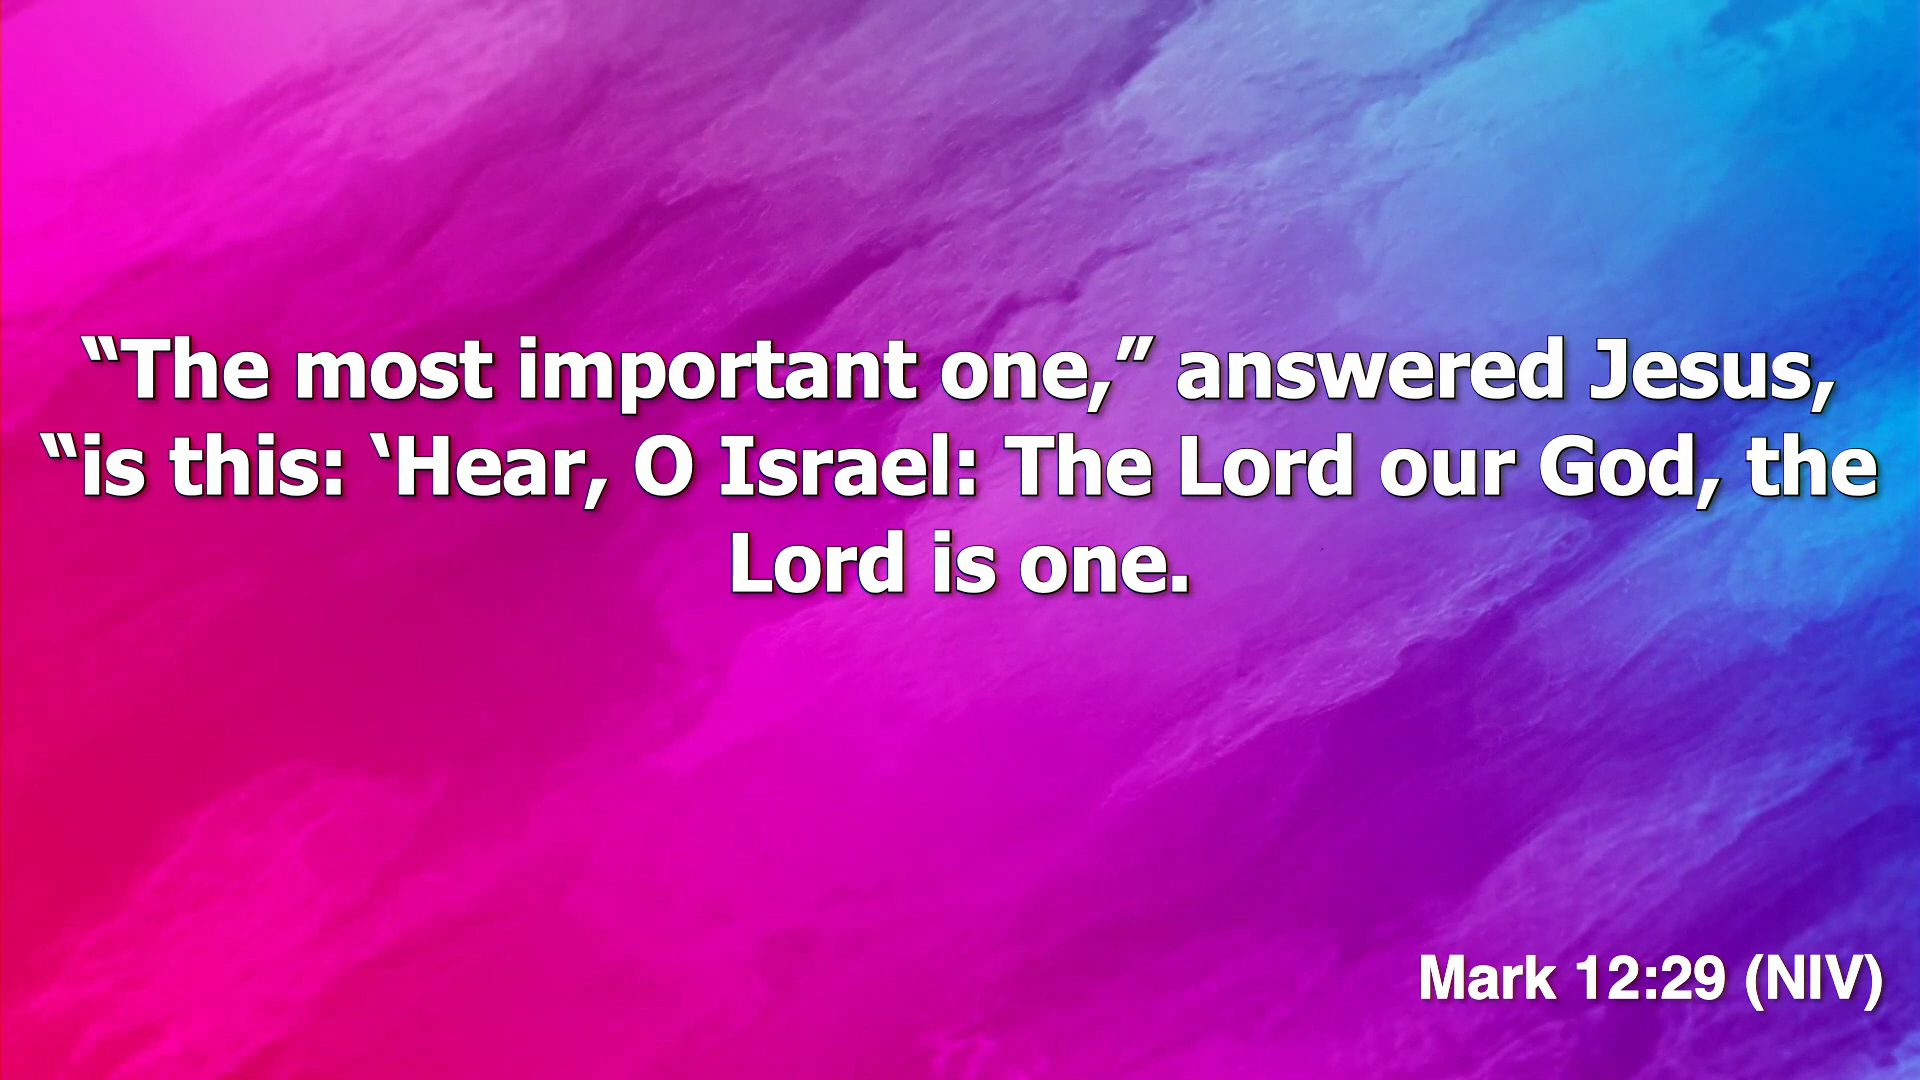 “The most important one,” answered Jesus,
“is this: ‘Hear, O Israel: The Lord our God, the
Lord is one.
Mark 12:29 (NIV)